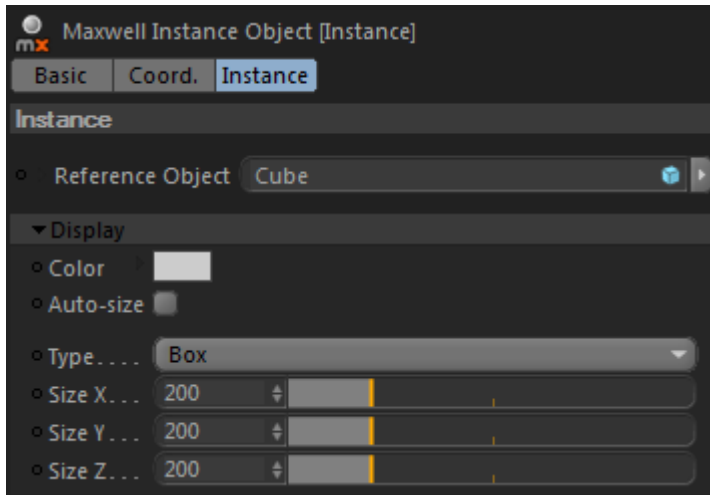 mx Maxwell Instance Object [Instance]
Basic Coord. Instance
Instance
Reference Object Cube
Display
Color
Auto-size
Type.... Box
Size X... 200
Size Y... 200
Size Z... 200